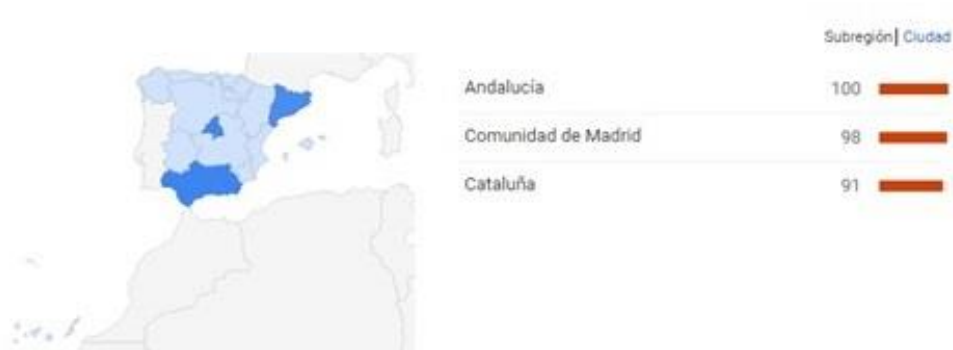 Subregión| Ciudad
Andalucía 100
Comunidad de Madrid 98
Cataluña 91